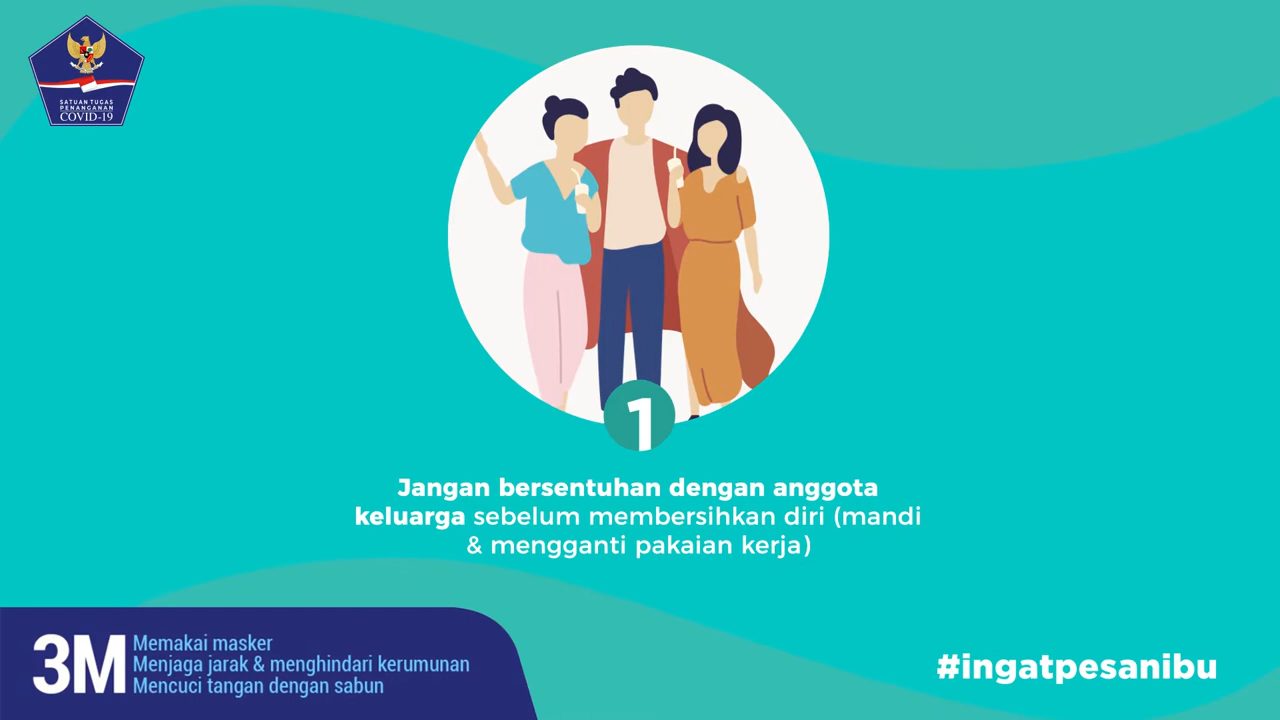 SATUAN TUGAS
PENANGANAN
COVID-19
1
Jangan bersentuhan dengan anggota
keluarga sebelum membersihkan diri (mandi
& mengganti pakaian kerja)
3M
Memakai masker
Menjaga jarak & menghindari kerumunan
Mencuci tangan dengan sabun
#ingatpesanibu